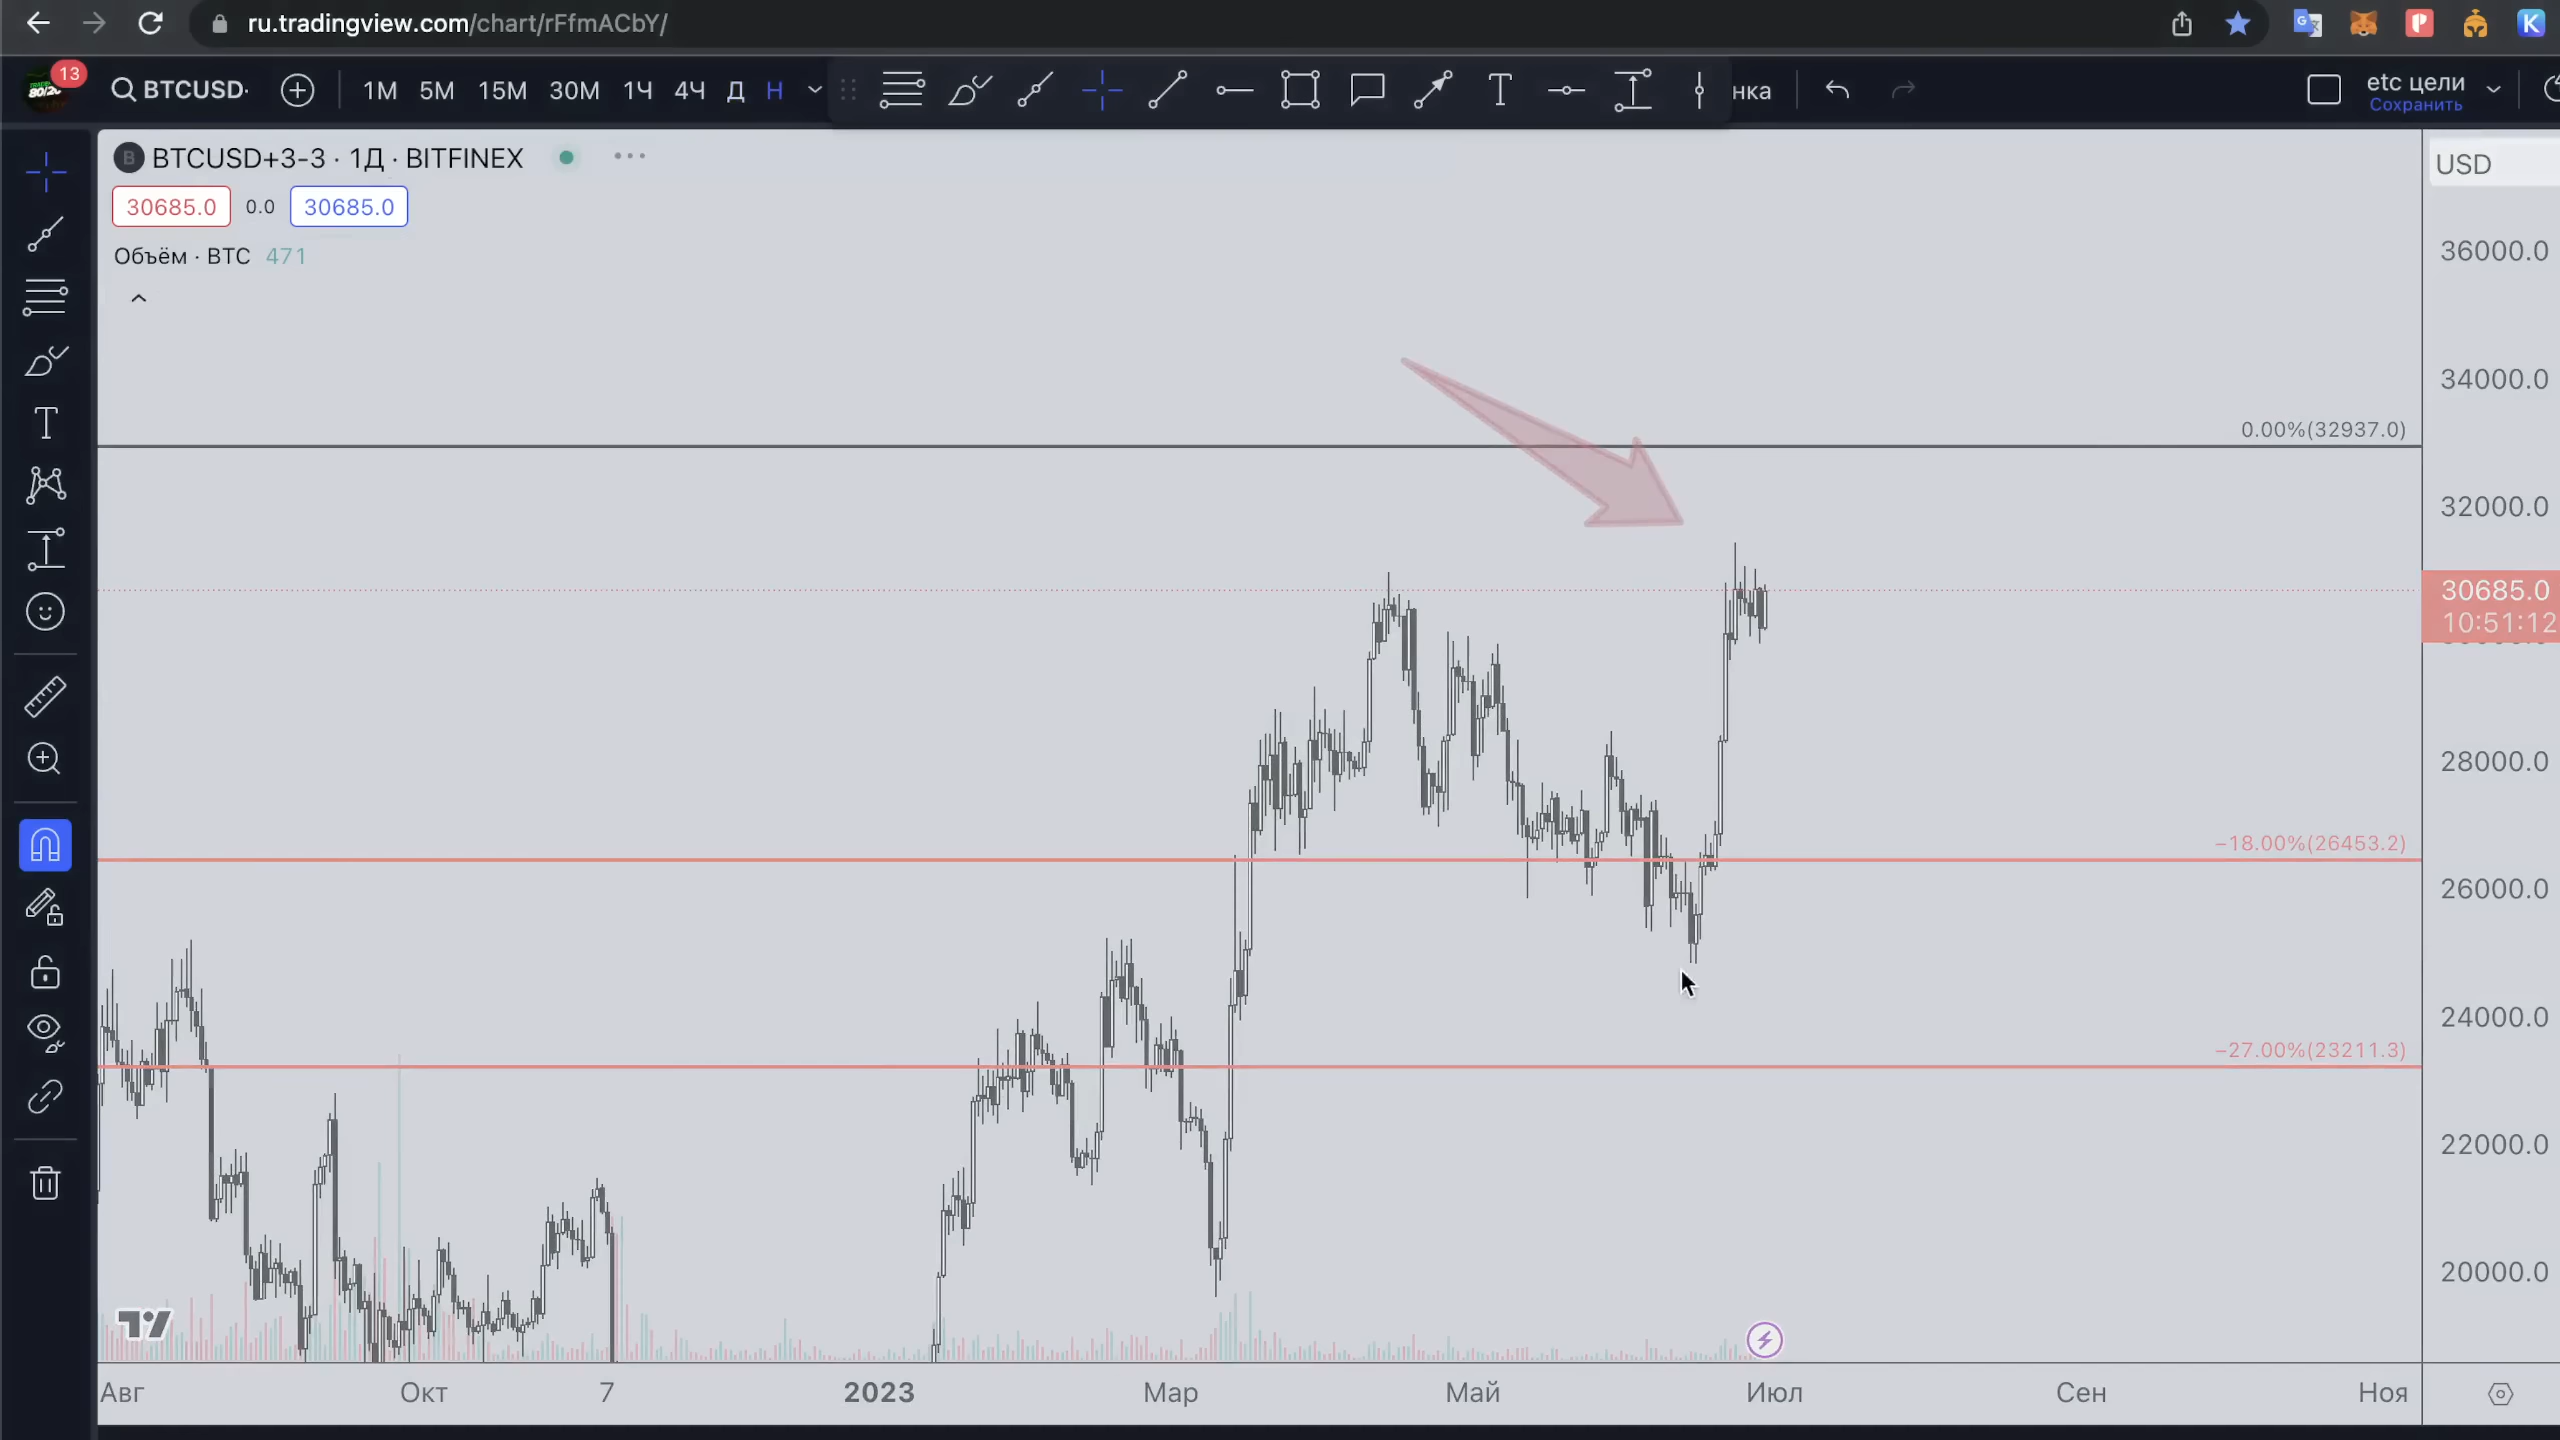 ru.tradingview.com/chart/rFfmACbY/
13
BTCUSD·
1М 5М 15М 30М 1Ч 4Ч Д Н
нка
etc цели
Сохранить
BTCUSD+3-3 · 1Д · BITFINEX
USD
30685.0 0.0 30685.0
Объём · BTC 471
36000.0
34000.0
0.00%(32937.0)
32000.0
30685.0
10:51:12
28000.0
−18.00%(26453.2)
26000.0
24000.0
−27.00%(23211.3)
22000.0
20000.0
Авг Окт 7 2023 Мар Май Июл Сен Ноя